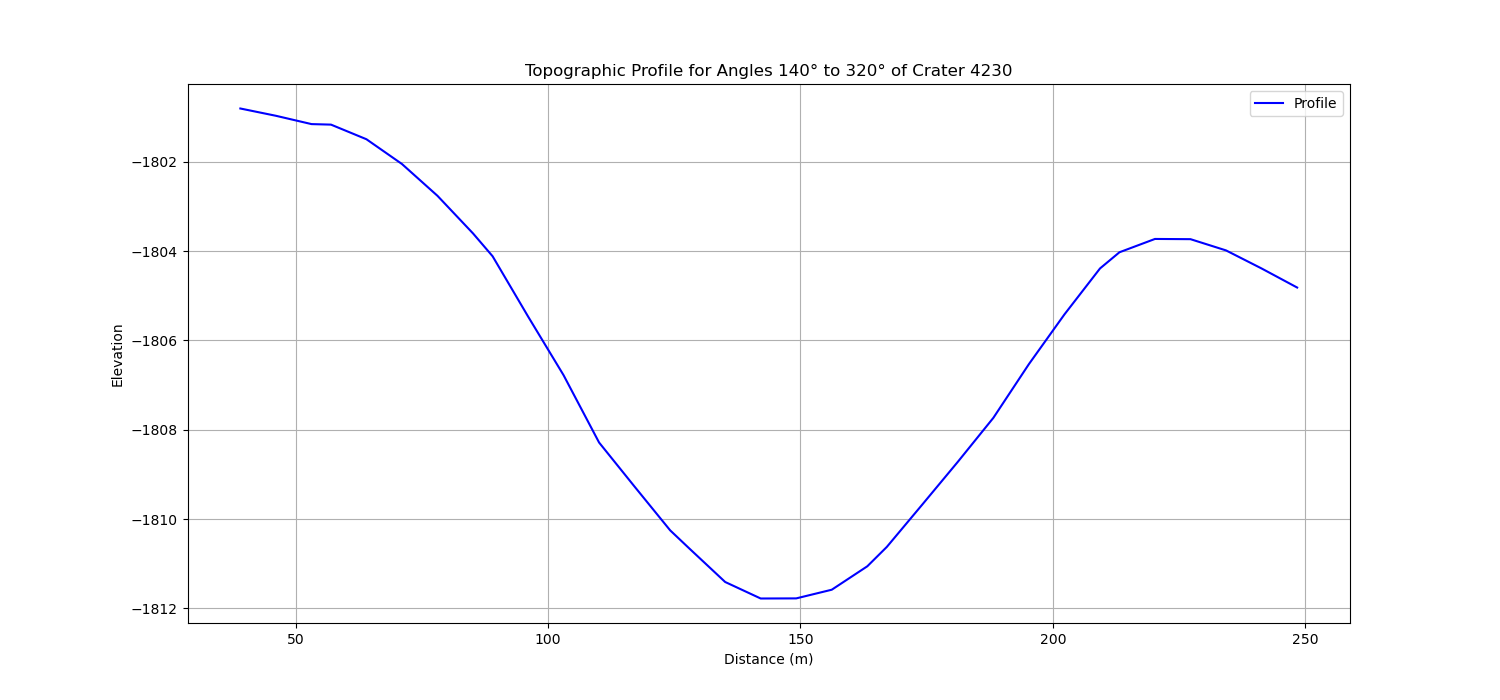 Topographic Profile for Angles 140° to 320° of Crater 4230
Profile
−1802
−1804
−1806
−1808
−1810
−1812
Elevation
50
100
150
200
250
Distance (m)